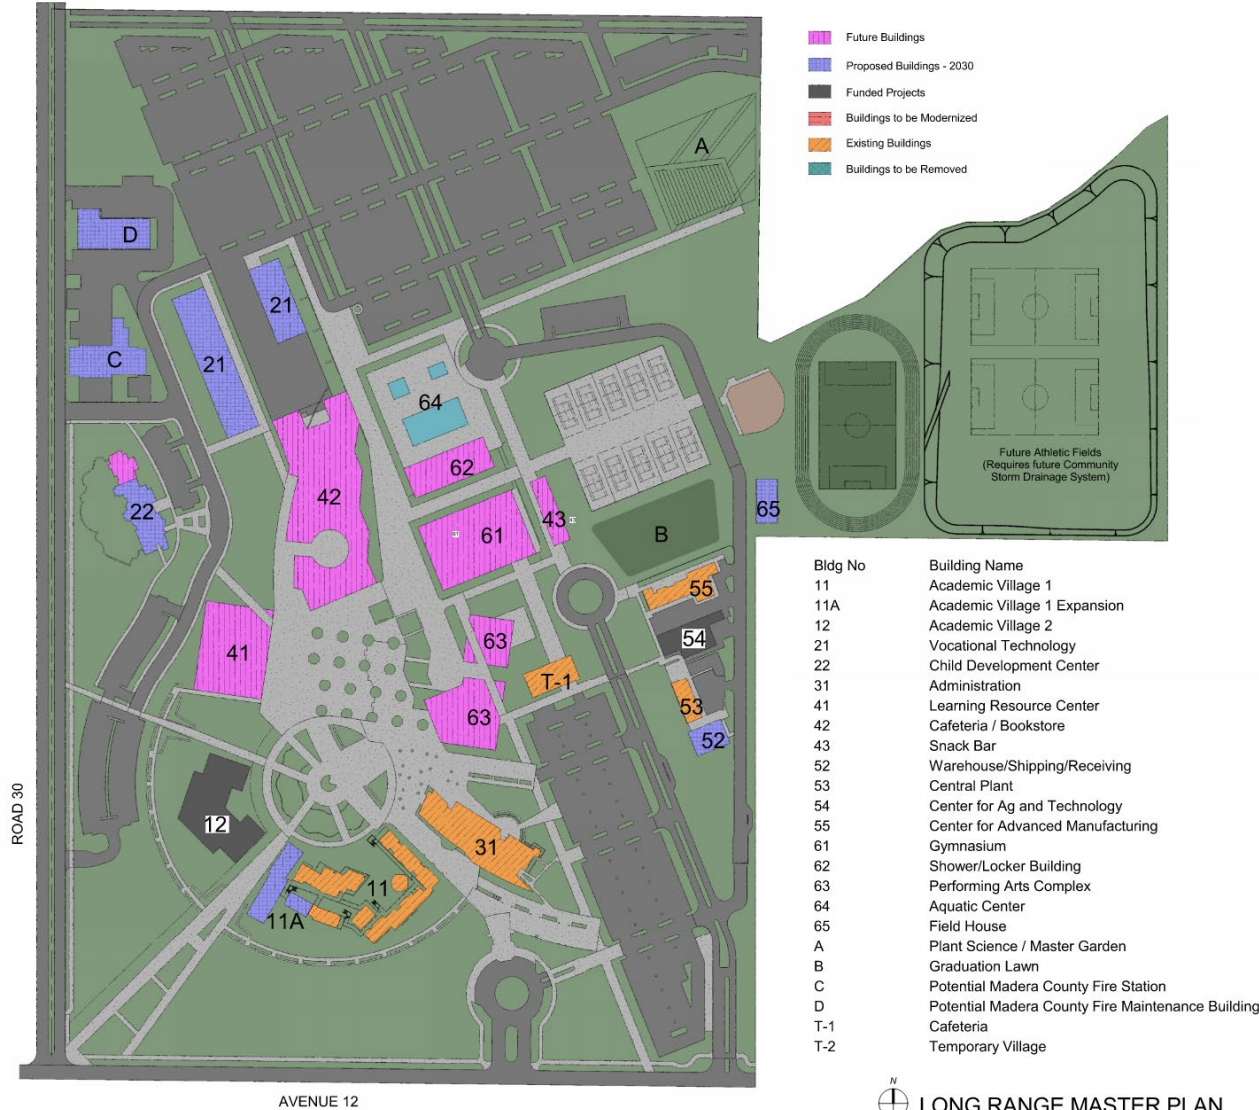 Future Buildings
Proposed Buildings - 2030
Funded Projects
Buildings to be Modernized
Existing Buildings
Buildings to be Removed
A
D
21
C
21
64
62
42
43
61
22
65
B
Future Athletic Fields
(Requires future Community
Storm Drainage System)
55
54
63
41
T-1
53
63
52
12
31
11
11A
ROAD 30
AVENUE 12
Bldg No Building Name
11 Academic Village 1
11A Academic Village 1 Expansion
12 Academic Village 2
21 Vocational Technology
22 Child Development Center
31 Administration
41 Learning Resource Center
42 Cafeteria / Bookstore
43 Snack Bar
52 Warehouse/Shipping/Receiving
53 Central Plant
54 Center for Ag and Technology
55 Center for Advanced Manufacturing
61 Gymnasium
62 Shower/Locker Building
63 Performing Arts Complex
64 Aquatic Center
65 Field House
A Plant Science / Master Garden
B Graduation Lawn
C Potential Madera County Fire Station
D Potential Madera County Fire Maintenance Building
T-1 Cafeteria
T-2 Temporary Village
N
LONG RANGE MASTER PLAN